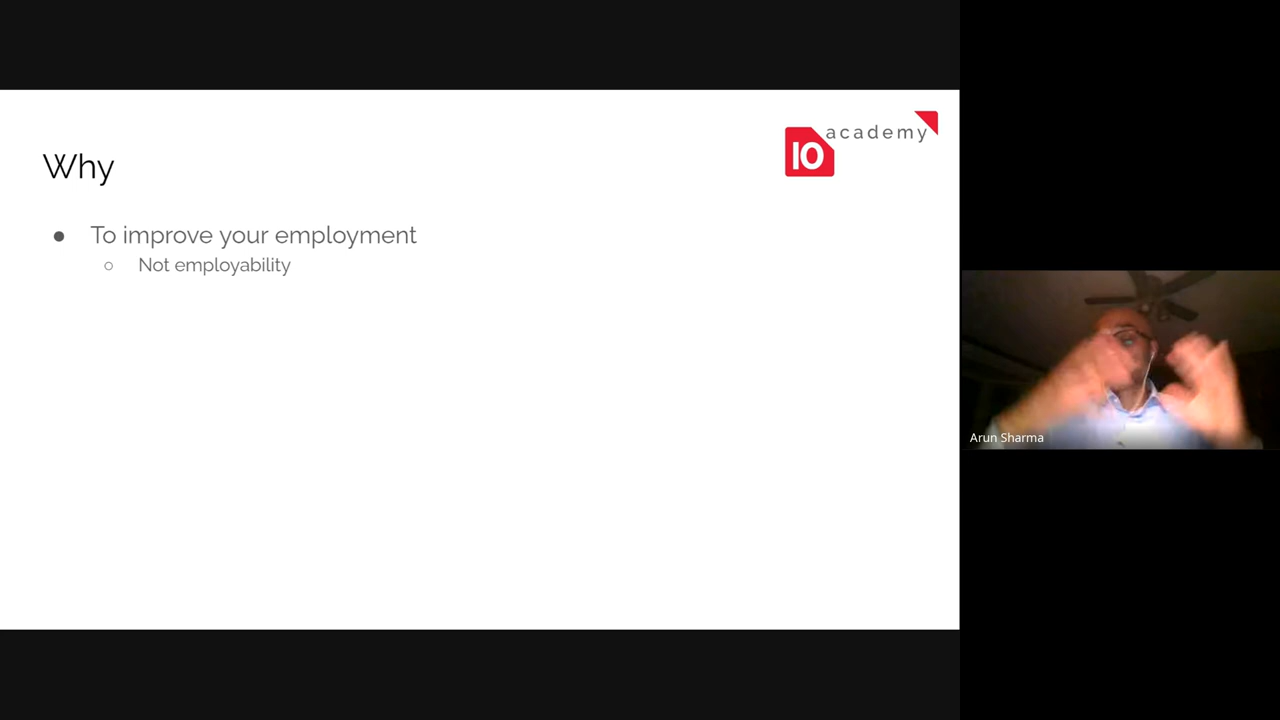 Why
10 academy
To improve your employment
Not employability
Arun Sharma